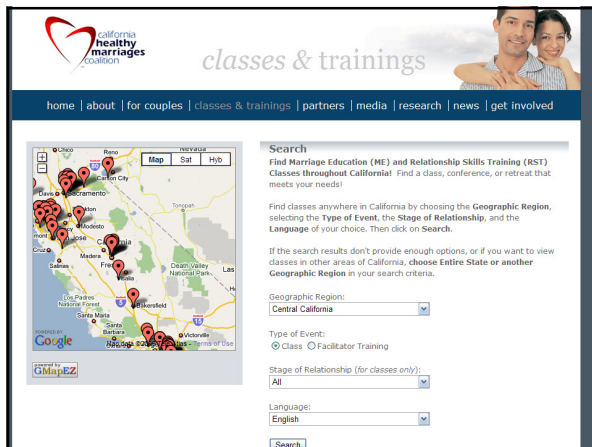 california
healthy
marriages
coalition
classes & trainings
home | about | for couples | classes & trainings | partners | media | research | news | get involved
Search
Find Marriage Education (ME) and Relationship Skills Training (RST)
Classes throughout California! Find a class, conference, or retreat that
meets your needs!
Find classes anywhere in California by choosing the Geographic Region,
selecting the Type of Event, the Stage of Relationship, and the
Language of your choice. Then click on Search.
If the search results don't provide enough options, or if you want to view
classes in other areas of California, choose Entire State or another
Geographic Region in your search criteria.
Geographic Region:
Central California
Type of Event:
Class Facilitator Training
Stage of Relationship (for classes only):
All
Language:
English
Search
Map Sat Hyb
Chico
Reno
Nevada
80
Carson City
Davis
Sacramento
Tonopah
Modesto
Jose
Madera
Salinas
Death Valley
National Park
Las
Los Padres
National Forest
5
Bakersfield
Santa Maria
15
Santa
Barbara
Victorville
POWERED BY
Google
Terms of Use
powered by
GMapEZ